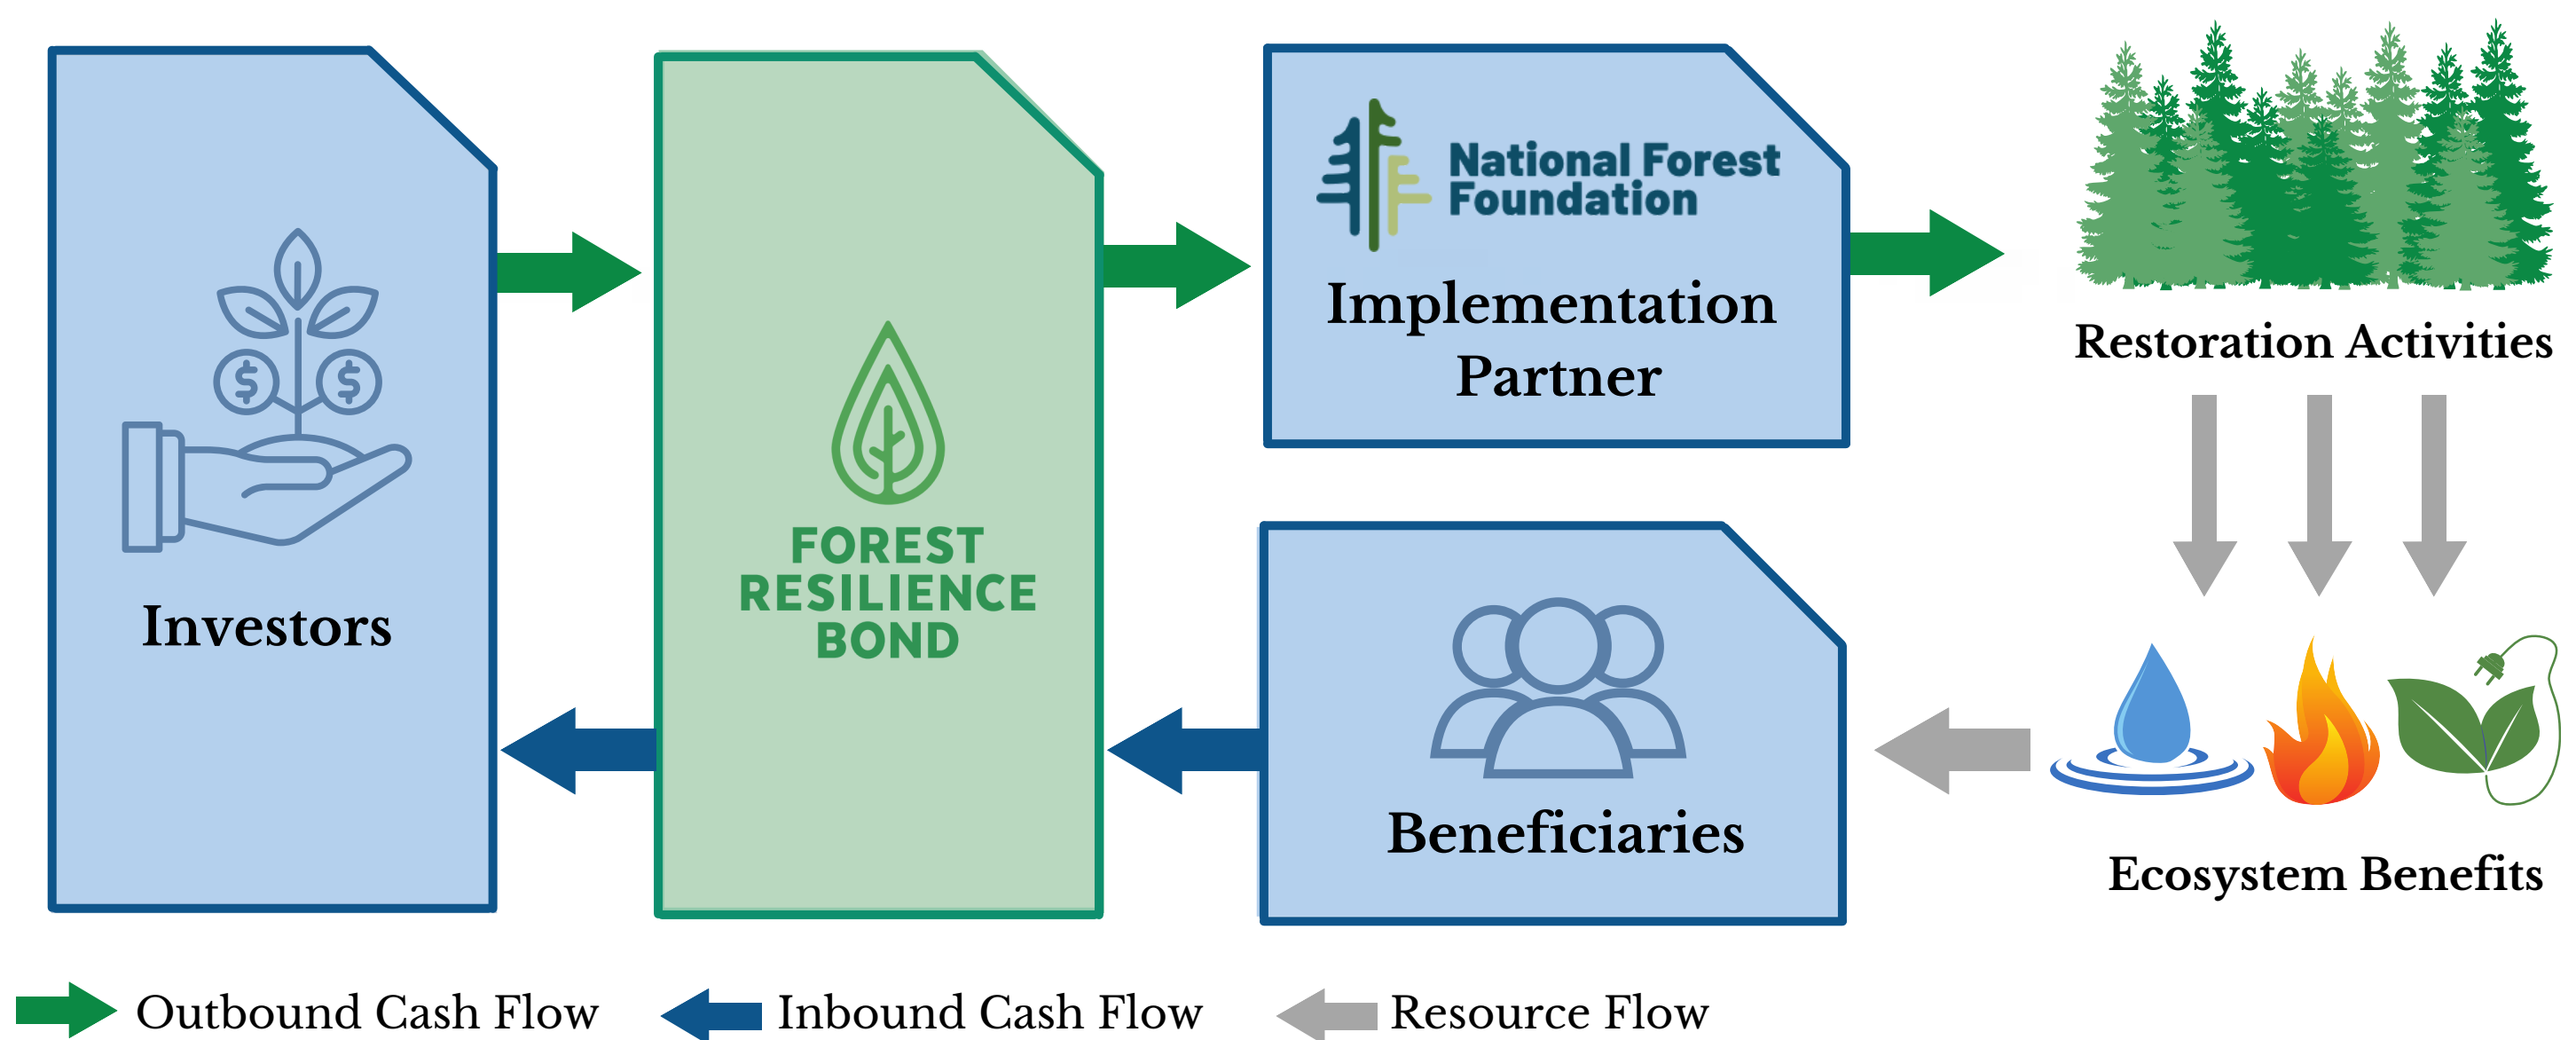 National Forest
Foundation
Implementation
Partner
Restoration Activities
Investors
FOREST
RESILIENCE
BOND
Beneficiaries
Ecosystem Benefits
Outbound Cash Flow
Inbound Cash Flow
Resource Flow